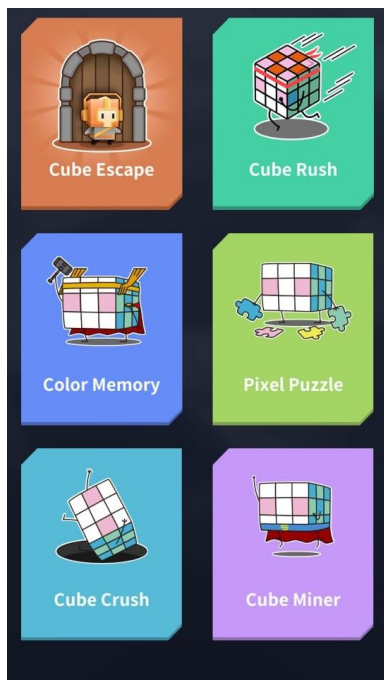 Cube Escape
Cube Rush
Color Memory
Pixel Puzzle
Cube Crush
Cube Miner